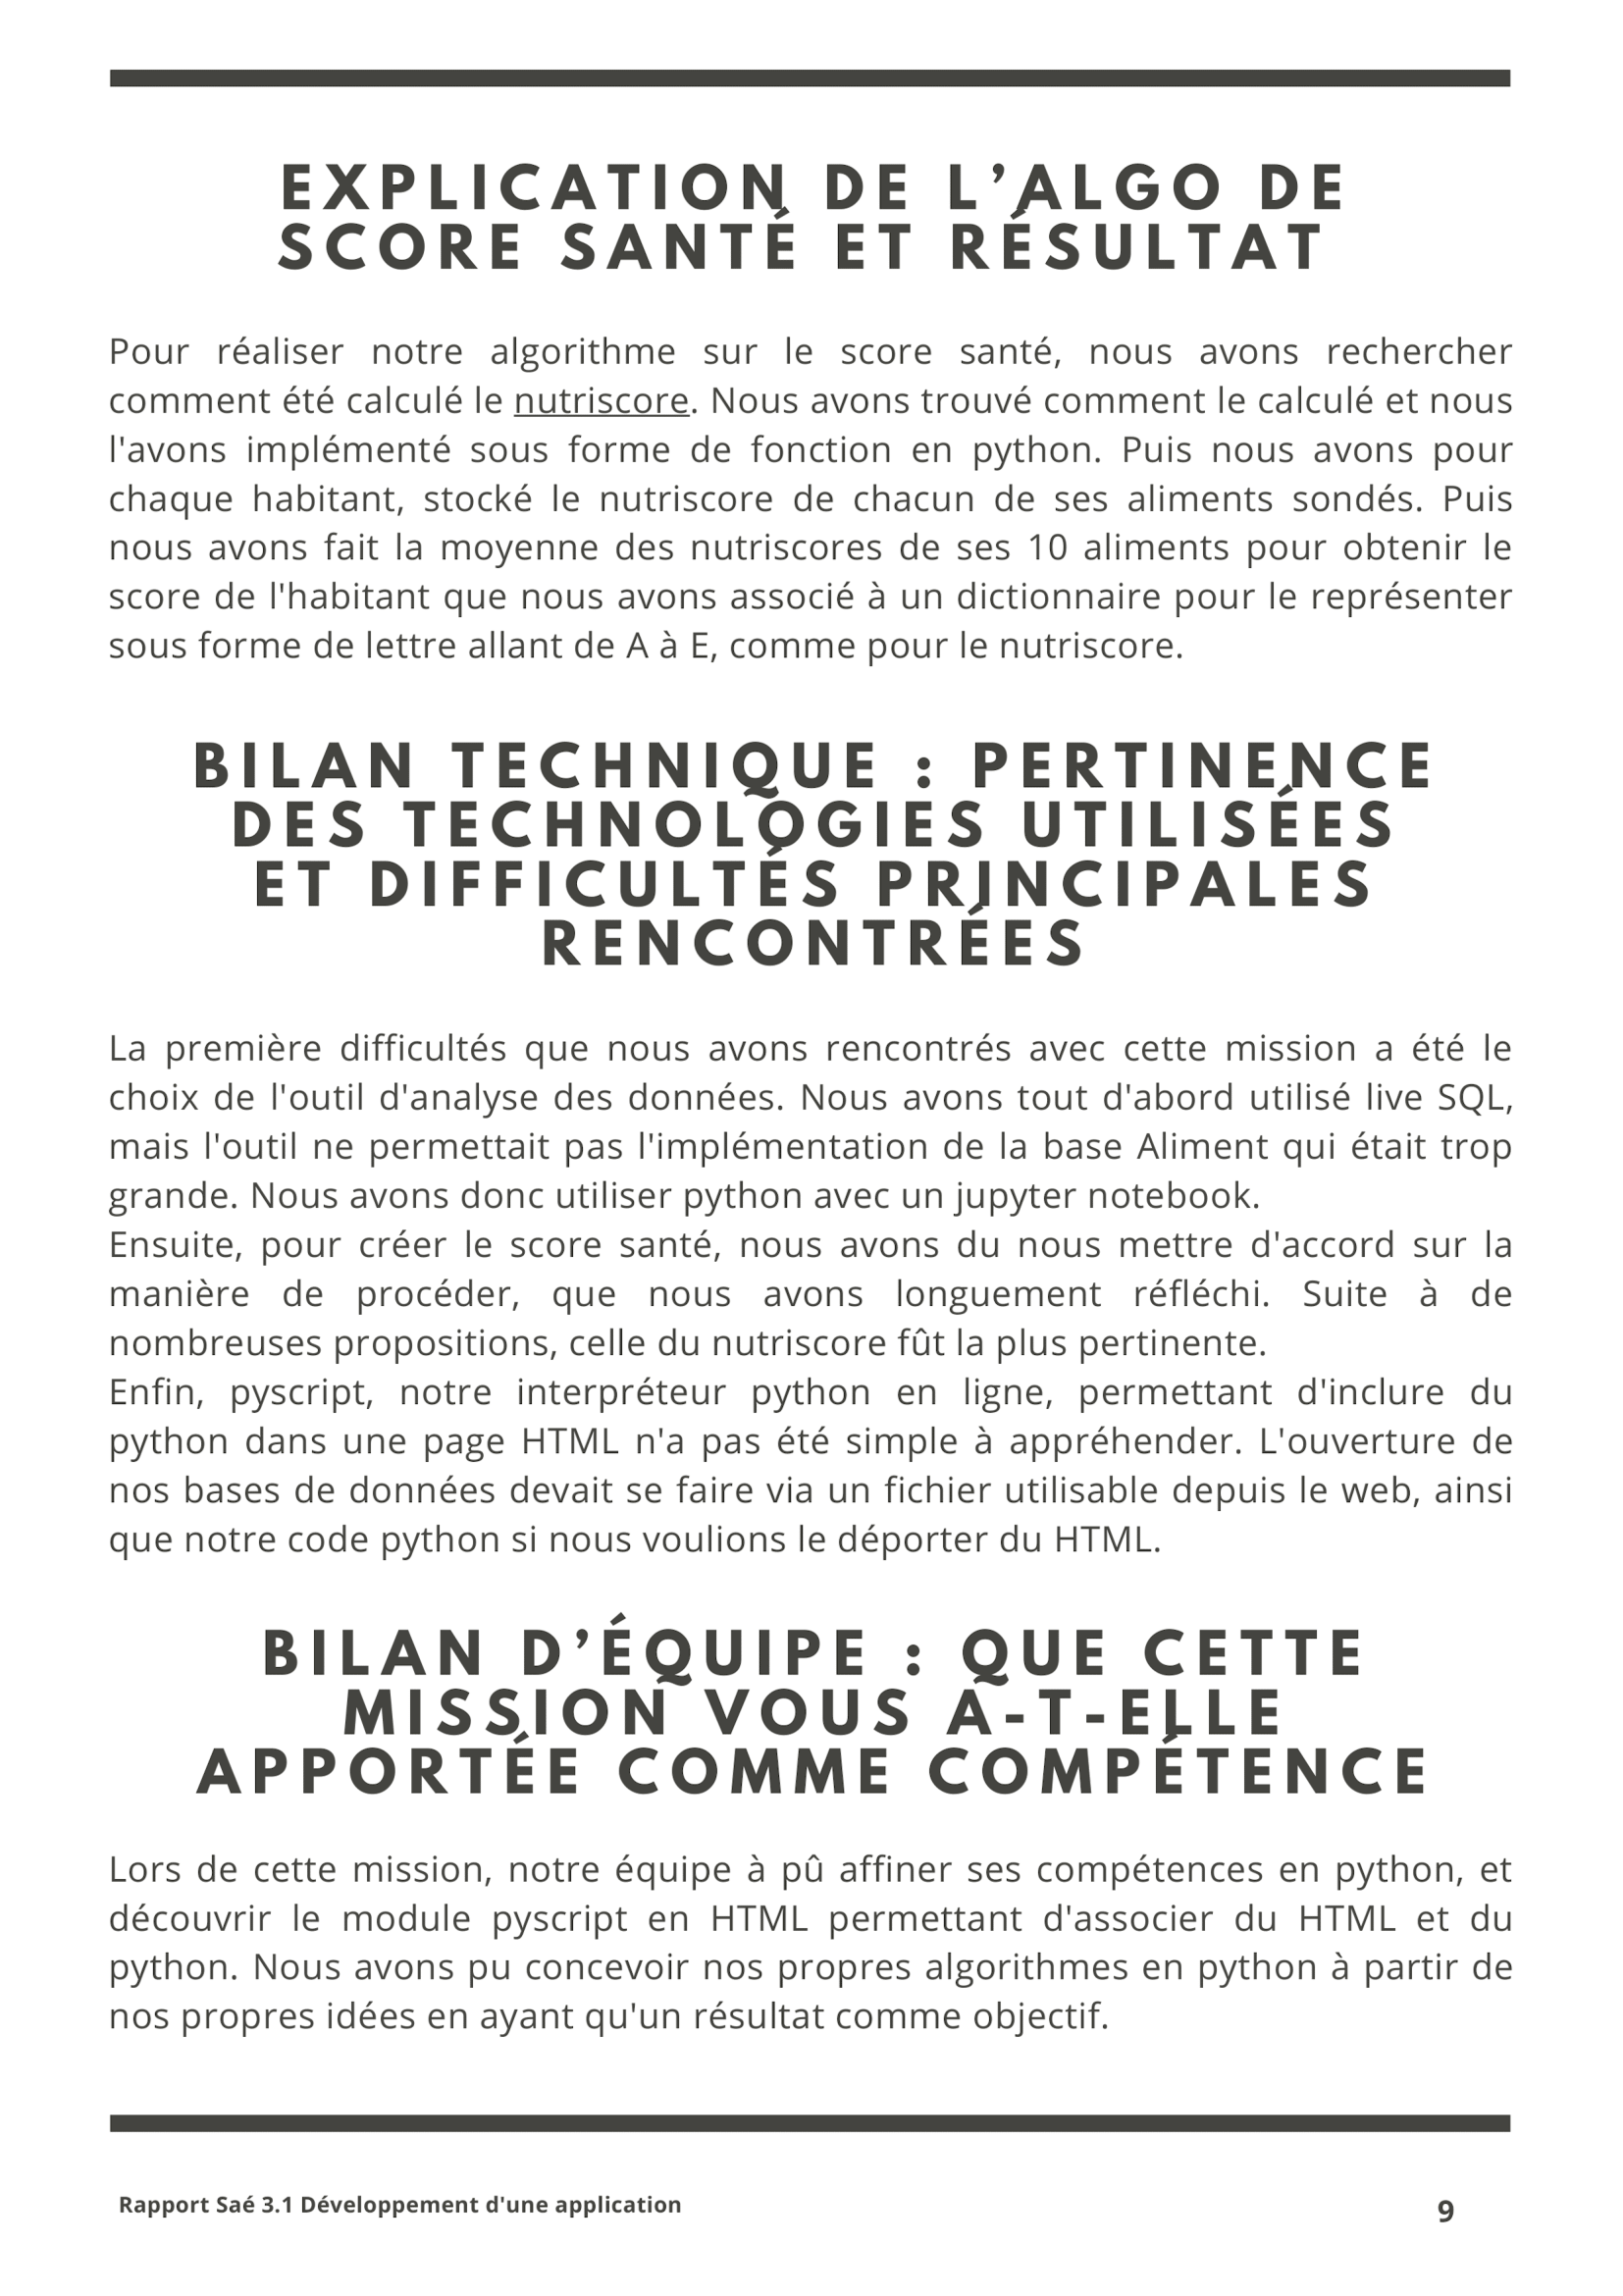 EXPLICATION DE L’ALGO DE
SCORE SANTÉ ET RÉSULTAT
Pour réaliser notre algorithme sur le score santé, nous avons rechercher
comment été calculé le nutriscore. Nous avons trouvé comment le calculé et nous
l'avons implémenté sous forme de fonction en python. Puis nous avons pour
chaque habitant, stocké le nutriscore de chacun de ses aliments sondés. Puis
nous avons fait la moyenne des nutriscores de ses 10 aliments pour obtenir le
score de l'habitant que nous avons associé à un dictionnaire pour le représenter
sous forme de lettre allant de A à E, comme pour le nutriscore.
BILAN TECHNIQUE : PERTINENCE
DES TECHNOLOGIES UTILISÉES
ET DIFFICULTÉS PRINCIPALES
RENCONTRÉES
La première difficultés que nous avons rencontrés avec cette mission a été le
choix de l'outil d'analyse des données. Nous avons tout d'abord utilisé live SQL,
mais l'outil ne permettait pas l'implémentation de la base Aliment qui était trop
grande. Nous avons donc utiliser python avec un jupyter notebook.
Ensuite, pour créer le score santé, nous avons du nous mettre d'accord sur la
manière de procéder, que nous avons longuement réfléchi. Suite à de
nombreuses propositions, celle du nutriscore fût la plus pertinente.
Enfin, pyscript, notre interpréteur python en ligne, permettant d'inclure du
python dans une page HTML n'a pas été simple à appréhender. L'ouverture de
nos bases de données devait se faire via un fichier utilisable depuis le web, ainsi
que notre code python si nous voulions le déporter du HTML.
BILAN D’ÉQUIPE : QUE CETTE
MISSION VOUS A-T-ELLE
APPORTÉE COMME COMPÉTENCE
Lors de cette mission, notre équipe à pû affiner ses compétences en python, et
découvrir le module pyscript en HTML permettant d'associer du HTML et du
python. Nous avons pu concevoir nos propres algorithmes en python à partir de
nos propres idées en ayant qu'un résultat comme objectif.
Rapport Saé 3.1 Développement d'une application
9